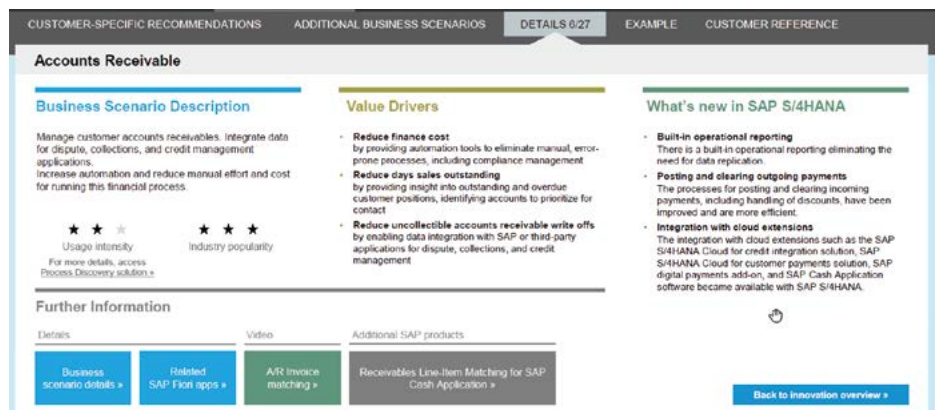 CUSTOMER-SPECIFIC RECOMMENDATIONS
ADDITIONAL BUSINESS SCENARIOS
DETAILS 6/27
EXAMPLE
CUSTOMER REFERENCE
Accounts Receivable
Business Scenario Description
Manage customer accounts receivables. Integrate data
for dispute, collections, and credit management
applications.
Increase automation and reduce manual effort and cost
for running this financial process.
Usage intensity
Industry popularity
For more details, access
Process Discovery solution »
Value Drivers
Reduce finance cost
by providing automation tools to eliminate manual, error-
prone processes, including compliance management
Reduce days sales outstanding
by providing insight into outstanding and overdue
customer positions, identifying accounts to prioritize for
contact
Reduce uncollectible accounts receivable write offs
by enabling data integration with SAP or third-party
applications for dispute, collections, and credit
management
What's new in SAP S/4HANA
Built-in operational reporting
There is a built-in operational reporting eliminating the
need for data replication.
Posting and clearing outgoing payments
The processes for posting and clearing incoming
payments, including handling of discounts, have been
improved and are more efficient.
Integration with cloud extensions
The integration with cloud extensions such as the SAP
S/4HANA Cloud for credit integration solution, SAP
S/4HANA Cloud for customer payments solution, SAP
digital payments add-on, and SAP Cash Application
software became available with SAP S/4HANA.
Further Information
Details
Video
Additional SAP products
Business
scenario details »
Related
SAP Fiori apps »
A/R Invoice
matching »
Receivables Line-Item Matching for SAP
Cash Application »
Back to innovation overview »